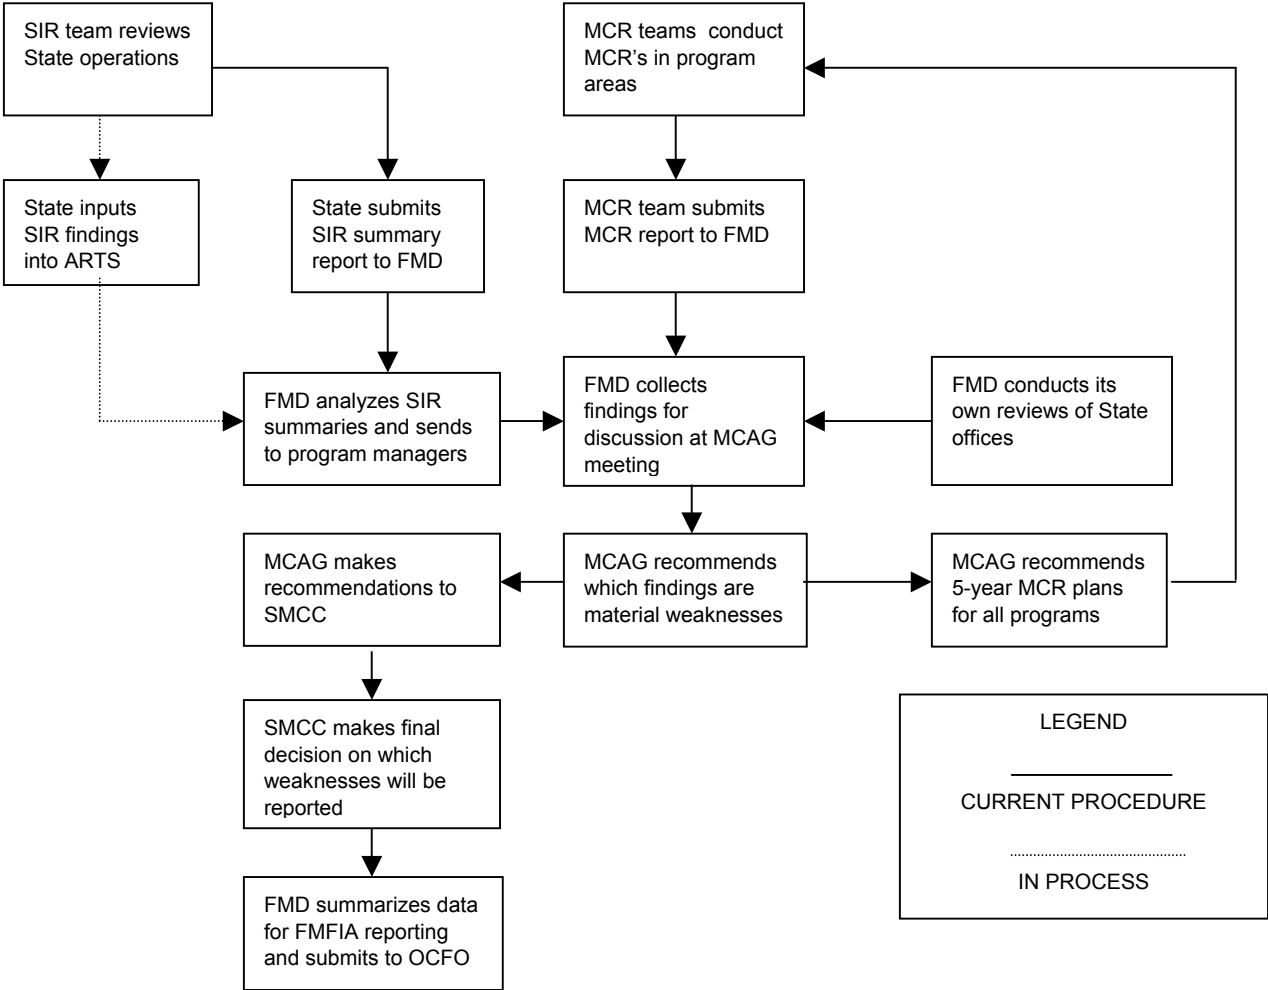 SIR team reviews
State operations
MCR teams conduct
MCR's in program
areas
State inputs
SIR findings
into ARTS
State submits
SIR summary
report to FMD
MCR team submits
MCR report to FMD
FMD analyzes SIR
summaries and sends
to program managers
FMD collects
findings for
discussion at MCAG
meeting
FMD conducts its
own reviews of State
offices
MCAG makes
recommendations to
SMCC
MCAG recommends
which findings are
material weaknesses
MCAG recommends
5-year MCR plans
for all programs
SMCC makes final
decision on which
weaknesses will be
reported
FMD summarizes data
for FMFIA reporting
and submits to OCFO
LEGEND
CURRENT PROCEDURE
IN PROCESS